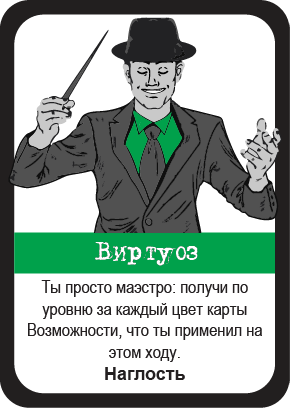 Виртуоз
Ты просто маэстро: получи по
уровню за каждый цвет карты
Возможности, что ты применил на
этом ходу.
Наглость